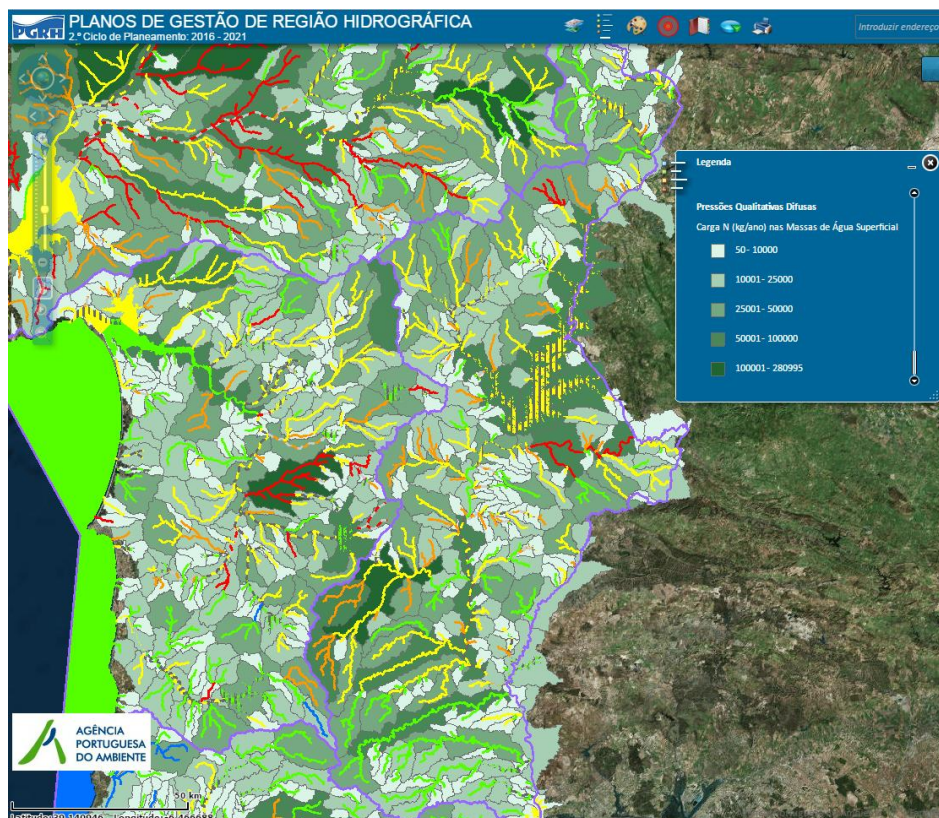 PGRH
PLANOS DE GESTÃO DE REGIÃO HIDROGRÁFICA
2.º Ciclo de Planeamento: 2016 - 2021
Introduzir endereço
Legenda
Pressões Qualitativas Difusas
Carga N (kg/ano) nas Massas de Água Superficial
50- 10000
10001- 25000
25001- 50000
50001- 100000
100001- 280995
AGÊNCIA
PORTUGUESA
DO AMBIENTE
50 km